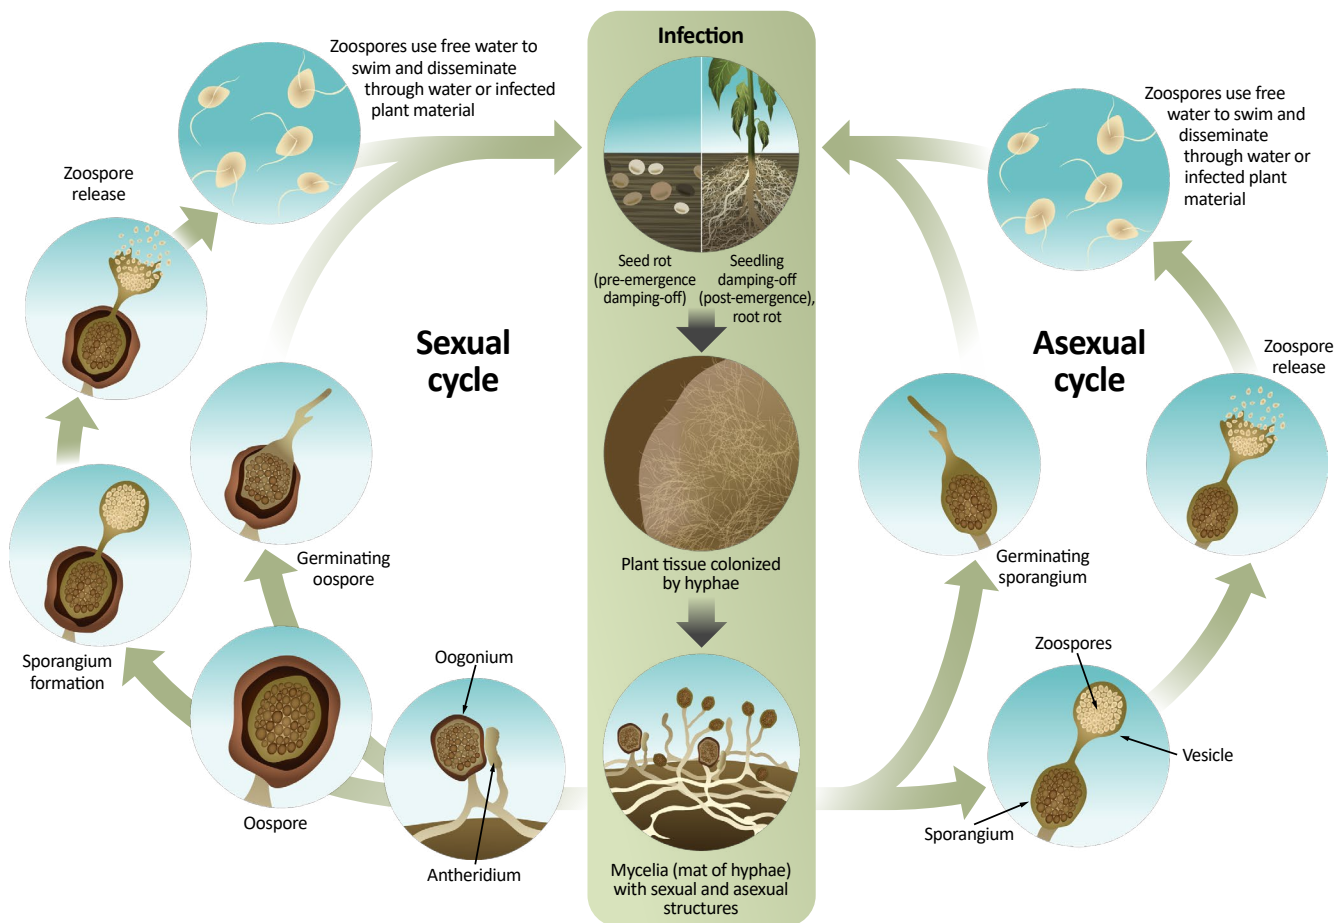 Infection
Zoospores use free water to
swim and disseminate
through water or infected
plant material
Zoospore
release
Sexual
cycle
Germinating
oospore
Sporangium
formation
Oospore
Oogonium
Antheridium
Seed rot
(pre-emergence
damping-off)
Seedling
damping-off
(post-emergence),
root rot
Plant tissue colonized
by hyphae
Mycelia (mat of hyphae)
with sexual and asexual
structures
Zoospores use free
water to swim and
disseminate
through water or
infected plant
material
Asexual
cycle
Zoospore
release
Germinating
sporangium
Zoospores
Vesicle
Sporangium